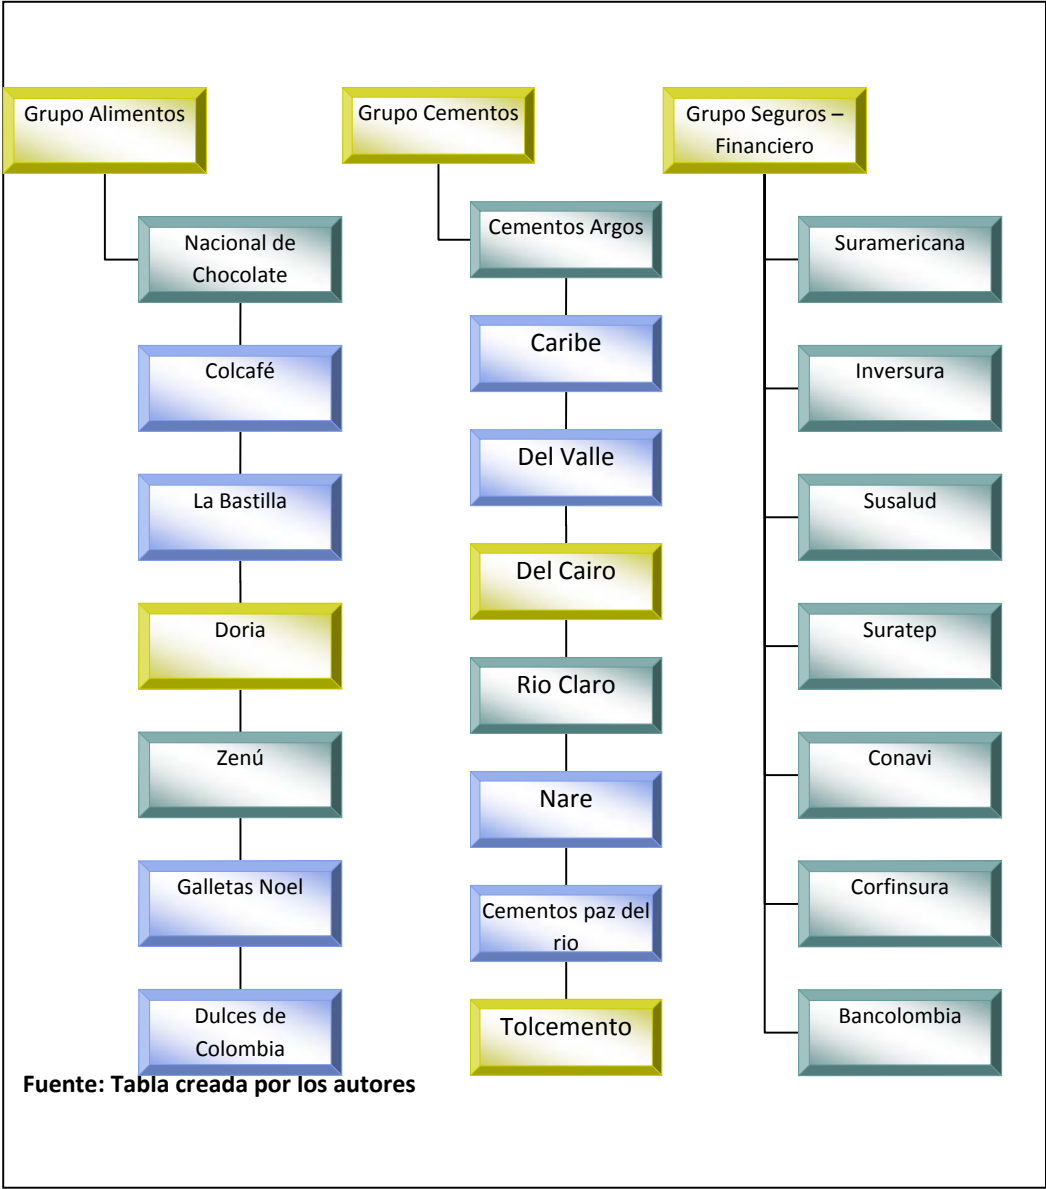 Grupo Alimentos
Nacional de
Chocolate
Colcafé
La Bastilla
Doria
Zenú
Galletas Noel
Dulces de
Colombia
Grupo Cementos
Cementos Argos
Caribe
Del Valle
Del Cairo
Rio Claro
Nare
Cementos paz del
rio
Tolcemento
Grupo Seguros –
Financiero
Suramericana
Inversura
Susalud
Suratep
Conavi
Corfinsura
Bancolombia
Fuente: Tabla creada por los autores